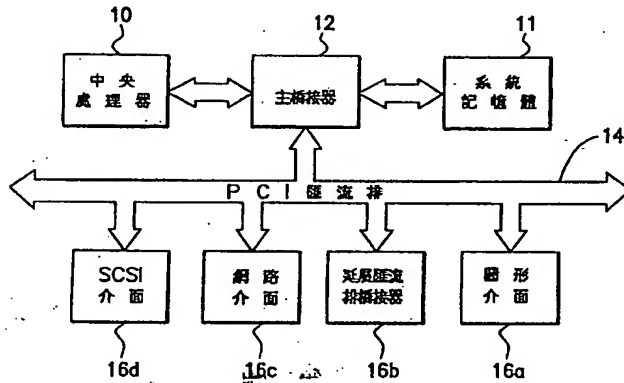 10
12
11
中央
處理器
主橋接器
系統
記憶體
14
PCI匯流排
SCSI
介面
網路
介面
延展匯流
排橋接器
圖形
介面
16d
16c
16b
16a